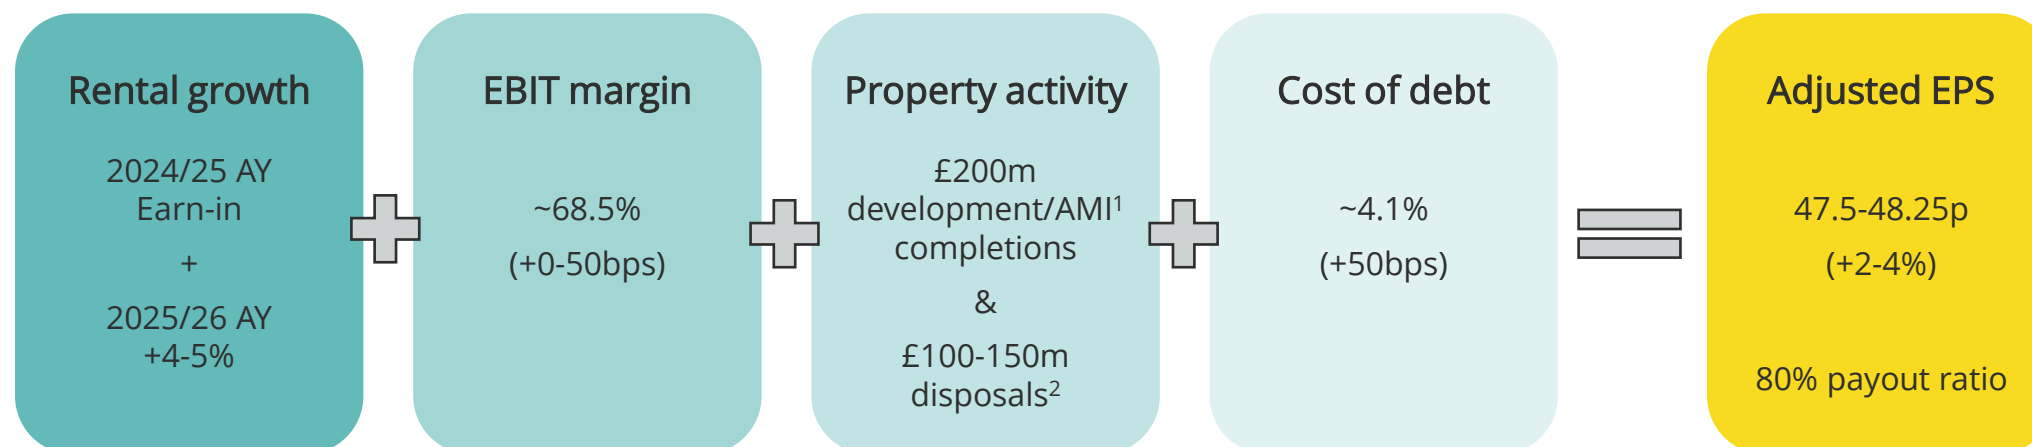 Rental growth
2024/25 AY
Earn-in
+
2025/26 AY
+4-5%
EBIT margin
~68.5%
(+0-50bps)
Property activity
£200m
development/AMI¹
completions
&
£100-150m
disposals²
Cost of debt
~4.1%
(+50bps)
Adjusted EPS
47.5-48.25p
(+2-4%)
80% payout ratio